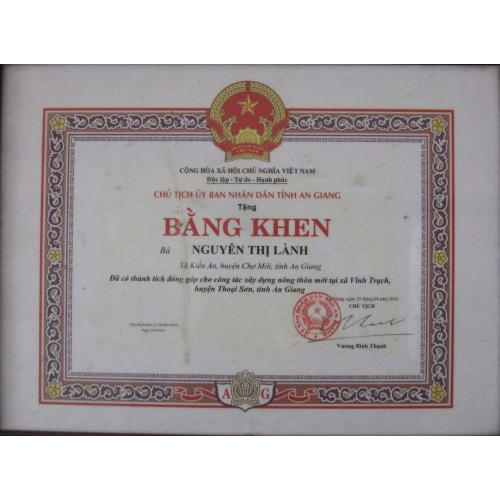 CỘNG HÒA XÃ HỘI CHỦ NGHĨA VIỆT NAM
Độc lập - Tự do - Hạnh phúc
CHỦ TỊCH ỦY BAN NHÂN DÂN TỈNH AN GIANG
Tặng
BẰNG KHEN
Bà NGUYỄN THỊ LÀNH
Xã Kiến An, huyện Chợ Mới, tỉnh An Giang
Đã có thành tích đóng góp cho công tác xây dựng nông thôn mới tại xã Vĩnh Trạch,
huyện Thoại Sơn, tỉnh An Giang
CHỦ TỊCH
Vương Bình Thạnh
A G